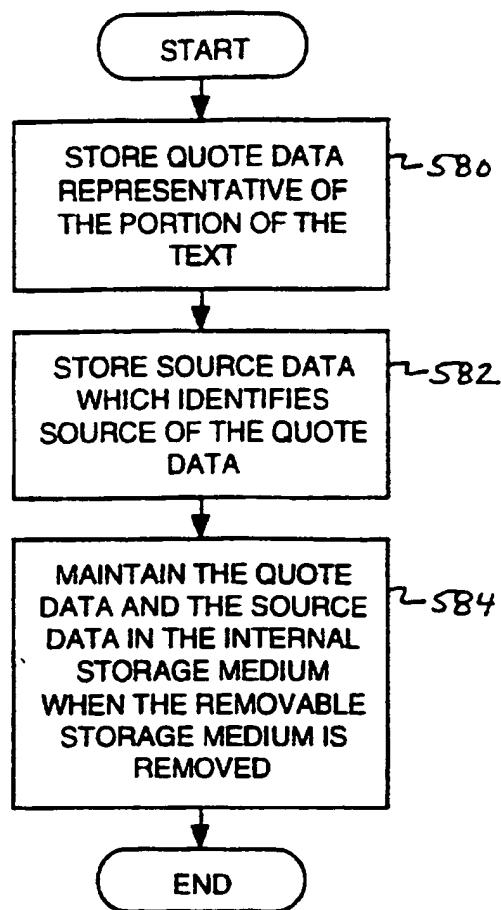 START
STORE QUOTE DATA
REPRESENTATIVE OF
THE PORTION OF THE
TEXT
580
STORE SOURCE DATA
WHICH IDENTIFIES
SOURCE OF THE QUOTE
DATA
582
MAINTAIN THE QUOTE
DATA AND THE SOURCE
DATA IN THE INTERNAL
STORAGE MEDIUM
WHEN THE REMOVABLE
STORAGE MEDIUM IS
REMOVED
584
END